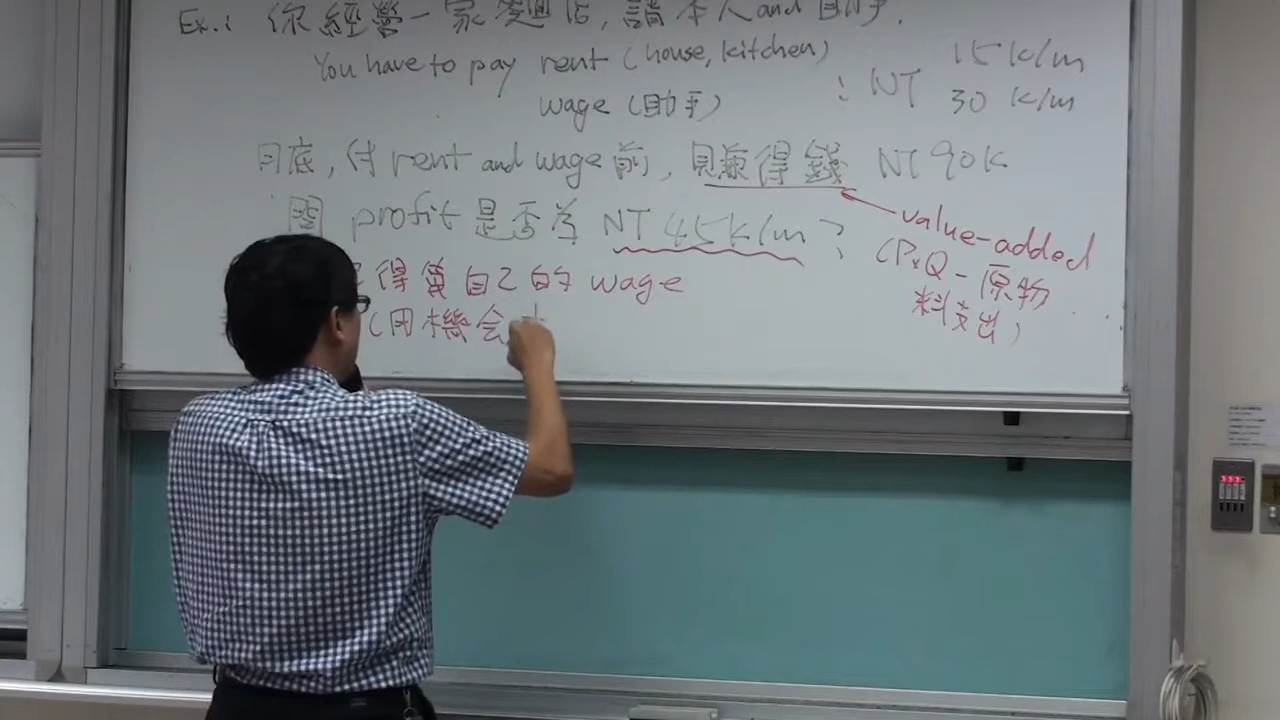 Ex.: 你經營一家麵店, 請本人and 助手.
You have to pay rent (house, kitchen) : NT 15 k/m
wage (助手) 30 k/m
月底, 付 rent and wage 前, 賺得錢 NT 90K
問 profit 是否為 NT 45k/m ?
value-added
(P×Q - 原物
料支出)
得算自己的 wage
(用機會